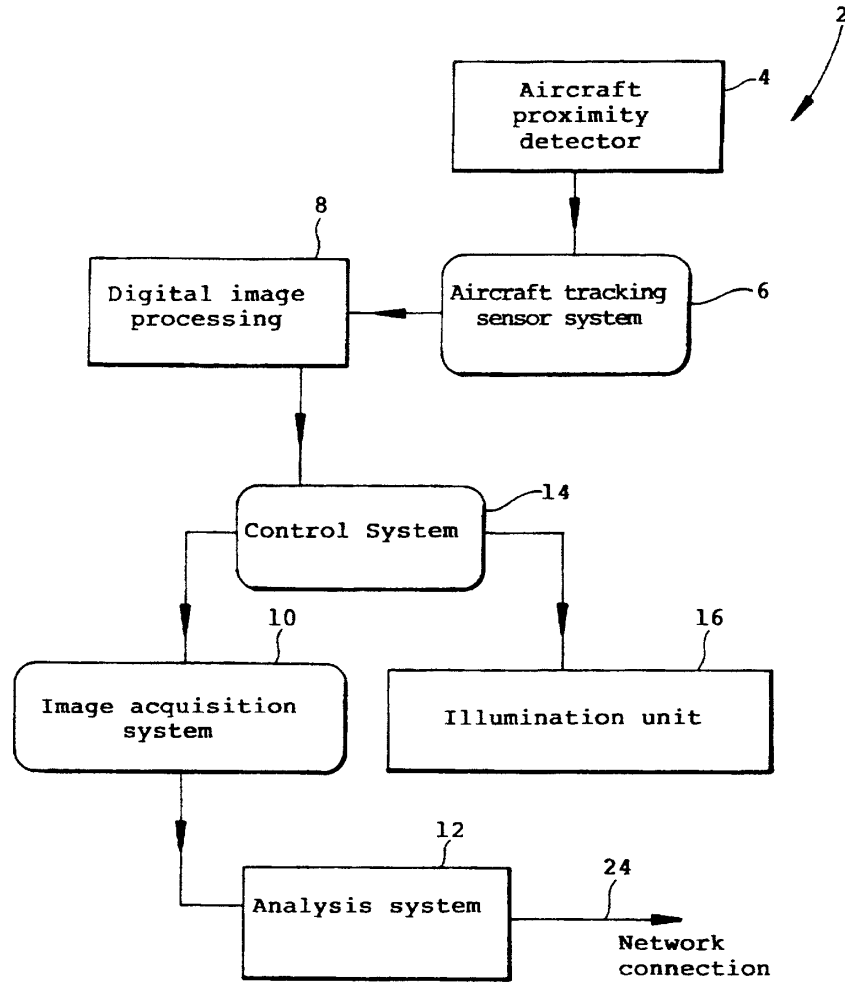 2
Aircraft
proximity
detector
4
8
Digital image
processing
Aircraft tracking
sensor system
6
Control System
14
10
Image acquisition
system
16
Illumination unit
12
Analysis system
24
Network
connection